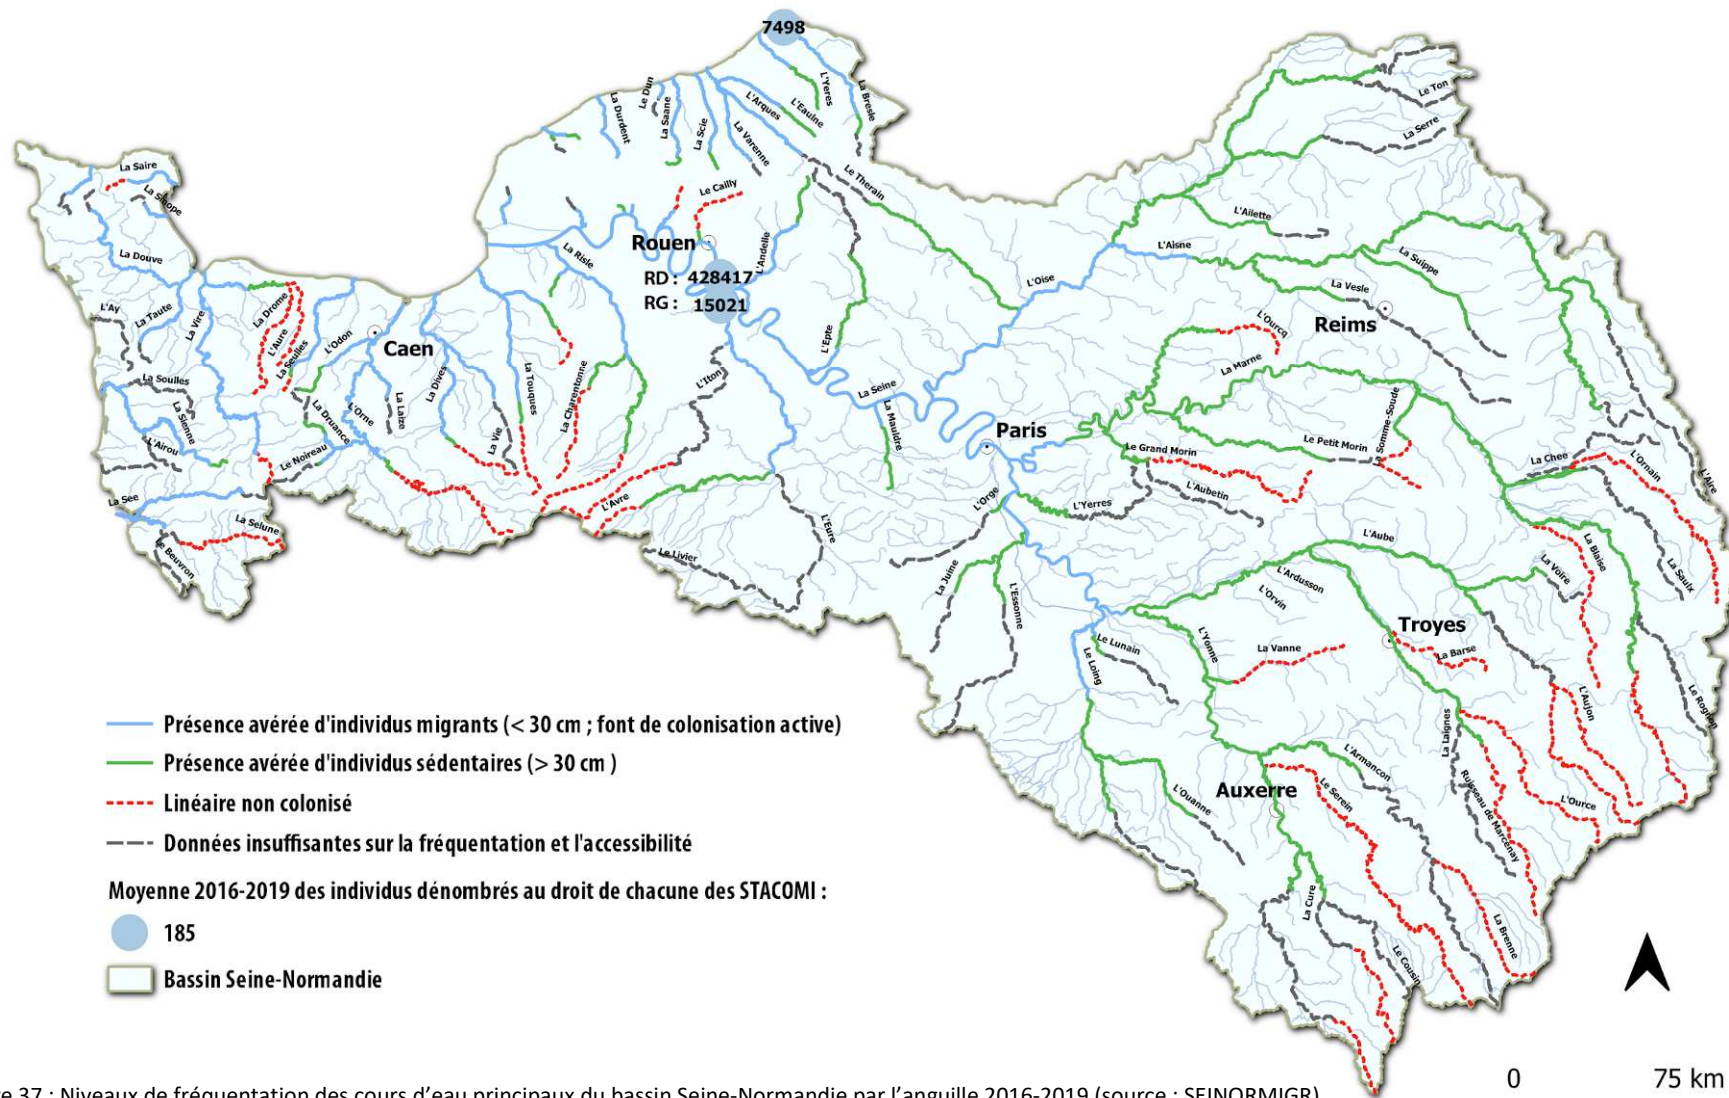 7498
La Bresle
L'Yeres
L'Eaulne
L'Arques
La Varenne
La Scie
La Saane
Le Dun
La Durdent
Le Ton
La Serre
La Saire
La Sinope
Le Therain
Le Cailly
L'Ailette
Rouen
L'Andelle
La Risle
L'Aisne
La Suippe
La Douve
RD : 428417
RG : 15021
L'Oise
La Vesle
L'Ay
La Taute
La Vire
La Drome
L'Aure
La Seulles
L'Odon
Caen
L'Epte
L'Ourcq
Reims
La Marne
La Soulles
La Sienne
La Druance
L'Orne
La Laize
La Dives
La Touques
La Charentonne
L'Iton
La Seine
La Mauldre
Paris
La Somme-Soude
Le Petit Morin
Le Grand Morin
L'Airou
Le Noireau
La Vie
La Chee
L'Ornain
L'Aire
La See
L'Avre
L'Orge
L'Yerres
L'Aubetin
La Selune
Le Beuvron
L'Eure
Le Livier
L'Aube
La Blaise
La Voire
La Saulx
La Juine
L'Essonne
L'Ardusson
L'Orvin
Troyes
Le Lunain
Le Loing
L'Yonne
La Vanne
La Barse
L'Aujon
Le Rognon
La Laignes
L'Armancon
Ruisseau de Marcenay
L'Ource
Auxerre
Le Serein
L'Ouanne
La Cure
Le Cousin
La Brenne
Présence avérée d'individus migrants (< 30 cm ; font de colonisation active)
Présence avérée d'individus sédentaires (> 30 cm )
Linéaire non colonisé
Données insuffisantes sur la fréquentation et l'accessibilité
Moyenne 2016-2019 des individus dénombrés au droit de chacune des STACOMI :
185
Bassin Seine-Normandie
0 75 km
re 37 : Niveaux de fréquentation des cours d'eau principaux du bassin Seine-Normandie par l'anguille 2016-2019 (source : SEINORMIGR)